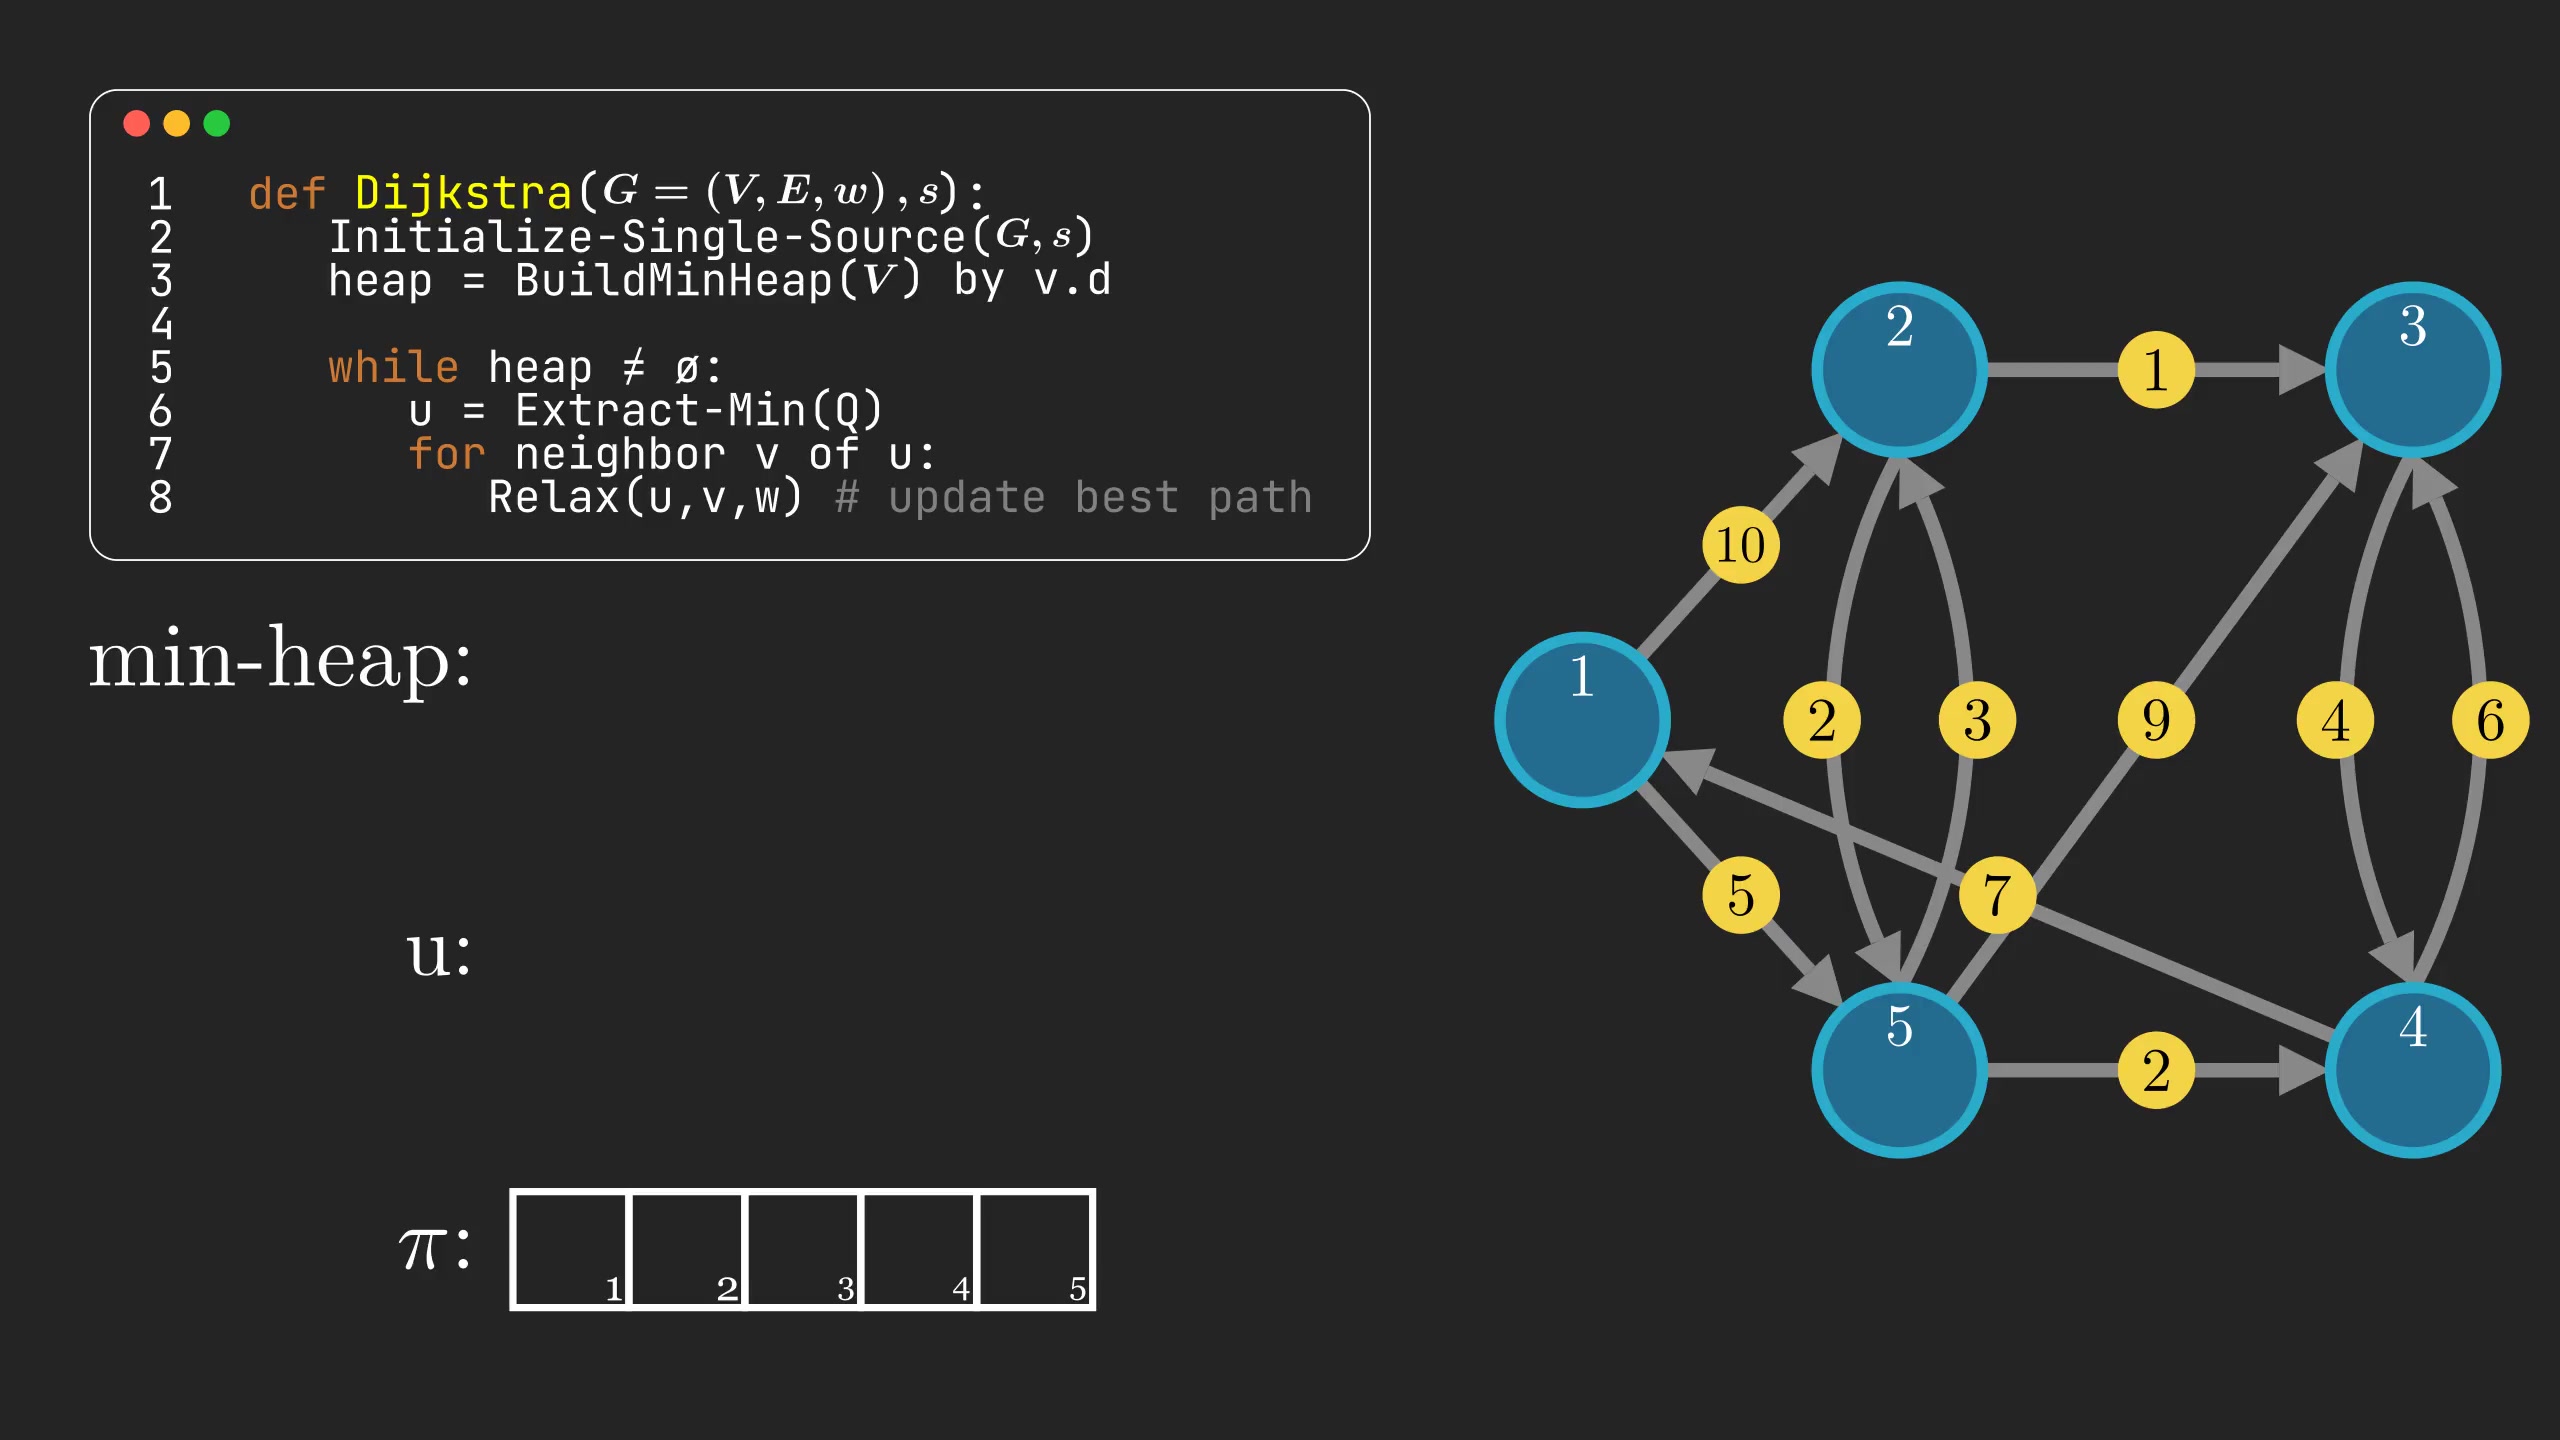 1 def Dijkstra(G = (V, E, w), s):
2 Initialize-Single-Source(G, s)
3 heap = BuildMinHeap(V) by v.d
4
5 while heap ≠ ø:
6 u = Extract-Min(Q)
7 for neighbor v of u:
8 Relax(u,v,w) # update best path
min-heap:
u:
π:
1 2 3 4 5
2 3
1
10
1
2 3 9 4 6
5 7
5 4
2